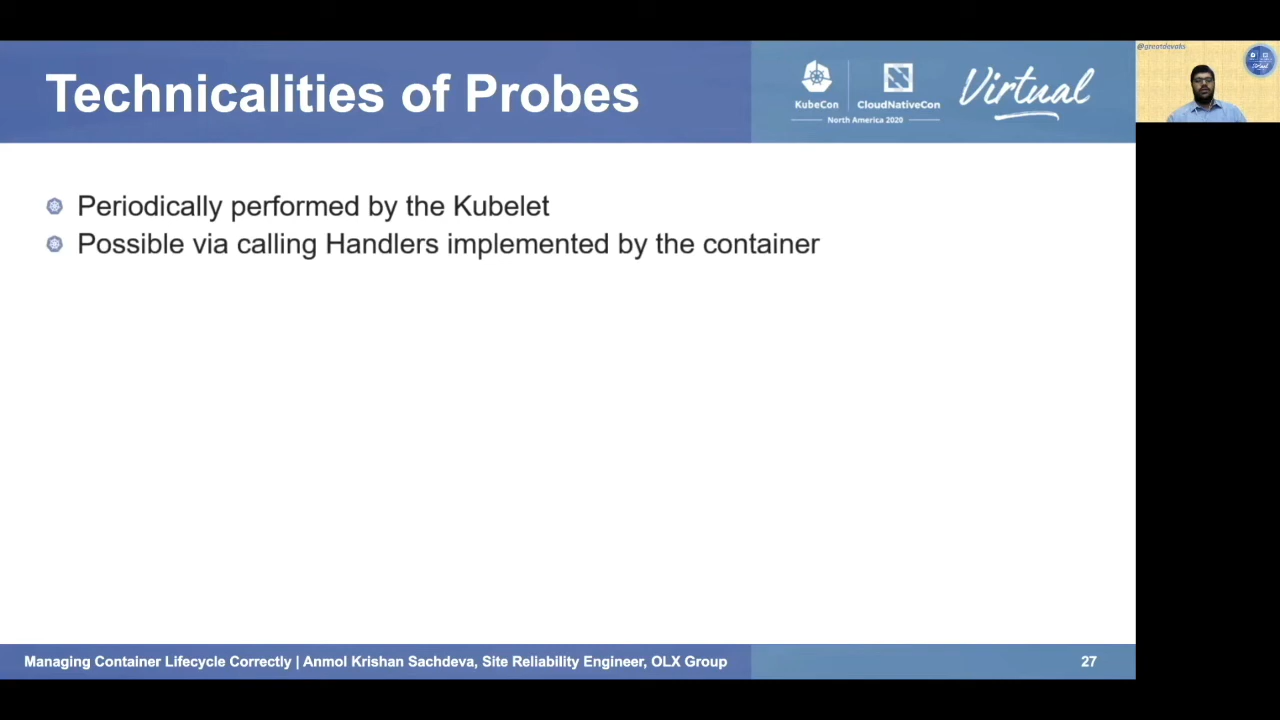 Technicalities of Probes
KubeCon
CloudNativeCon
North America 2020
Virtual
@greatdevaks
Periodically performed by the Kubelet
Possible via calling Handlers implemented by the container
Managing Container Lifecycle Correctly | Anmol Krishan Sachdeva, Site Reliability Engineer, OLX Group
27